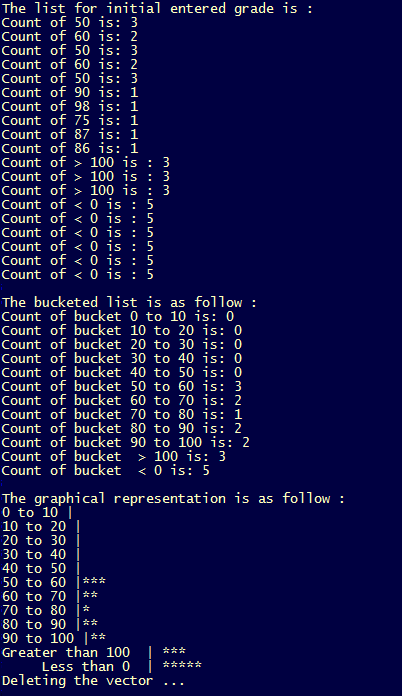 The list for initial entered grade is :
Count of 50 is: 3
Count of 60 is: 2
Count of 50 is: 3
Count of 60 is: 2
Count of 50 is: 3
Count of 90 is: 1
Count of 98 is: 1
Count of 75 is: 1
Count of 87 is: 1
Count of 86 is: 1
Count of > 100 is : 3
Count of > 100 is : 3
Count of > 100 is : 3
Count of < 0 is : 5
Count of < 0 is : 5
Count of < 0 is : 5
Count of < 0 is : 5
Count of < 0 is : 5
Count of < 0 is : 5

The bucketed list is as follow :
Count of bucket 0 to 10 is: 0
Count of bucket 10 to 20 is: 0
Count of bucket 20 to 30 is: 0
Count of bucket 30 to 40 is: 0
Count of bucket 40 to 50 is: 0
Count of bucket 50 to 60 is: 3
Count of bucket 60 to 70 is: 2
Count of bucket 70 to 80 is: 1
Count of bucket 80 to 90 is: 2
Count of bucket 90 to 100 is: 2
Count of bucket  > 100 is: 3
Count of bucket  < 0 is: 5

The graphical representation is as follow :
0 to 10 |
10 to 20 |
20 to 30 |
30 to 40 |
40 to 50 |
50 to 60 |***
60 to 70 |**
70 to 80 |*
80 to 90 |**
90 to 100 |**
Greater than 100  | ***
     Less than 0  | *****
Deleting the vector ...